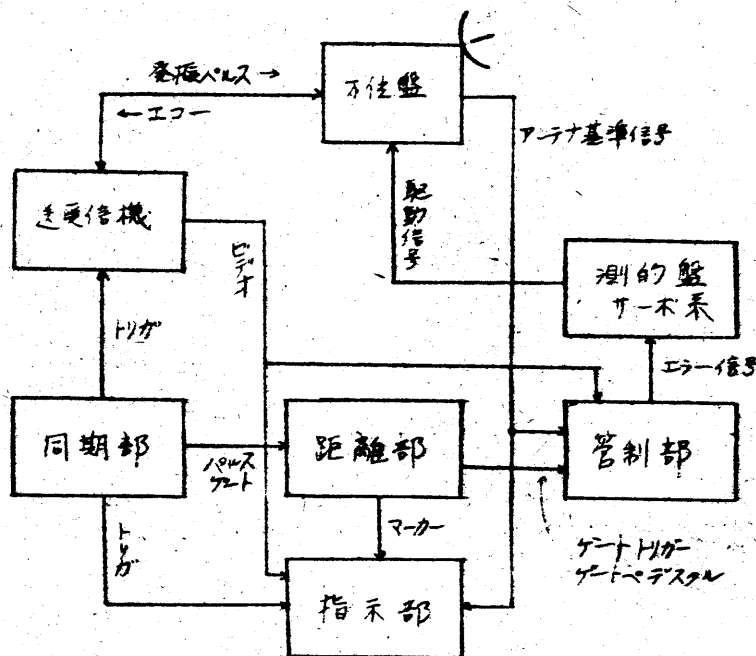 発振パルス→
←エコー
方位盤
アンテナ基準信号
送受信機
ビデオ
駆動信号
測的盤
サーボ系
トリガ
エラー信号
同期部
パルス
ゲート
距離部
管制部
トリガ
マーカー
ゲートトリガー
ゲートペデスタル
指示部